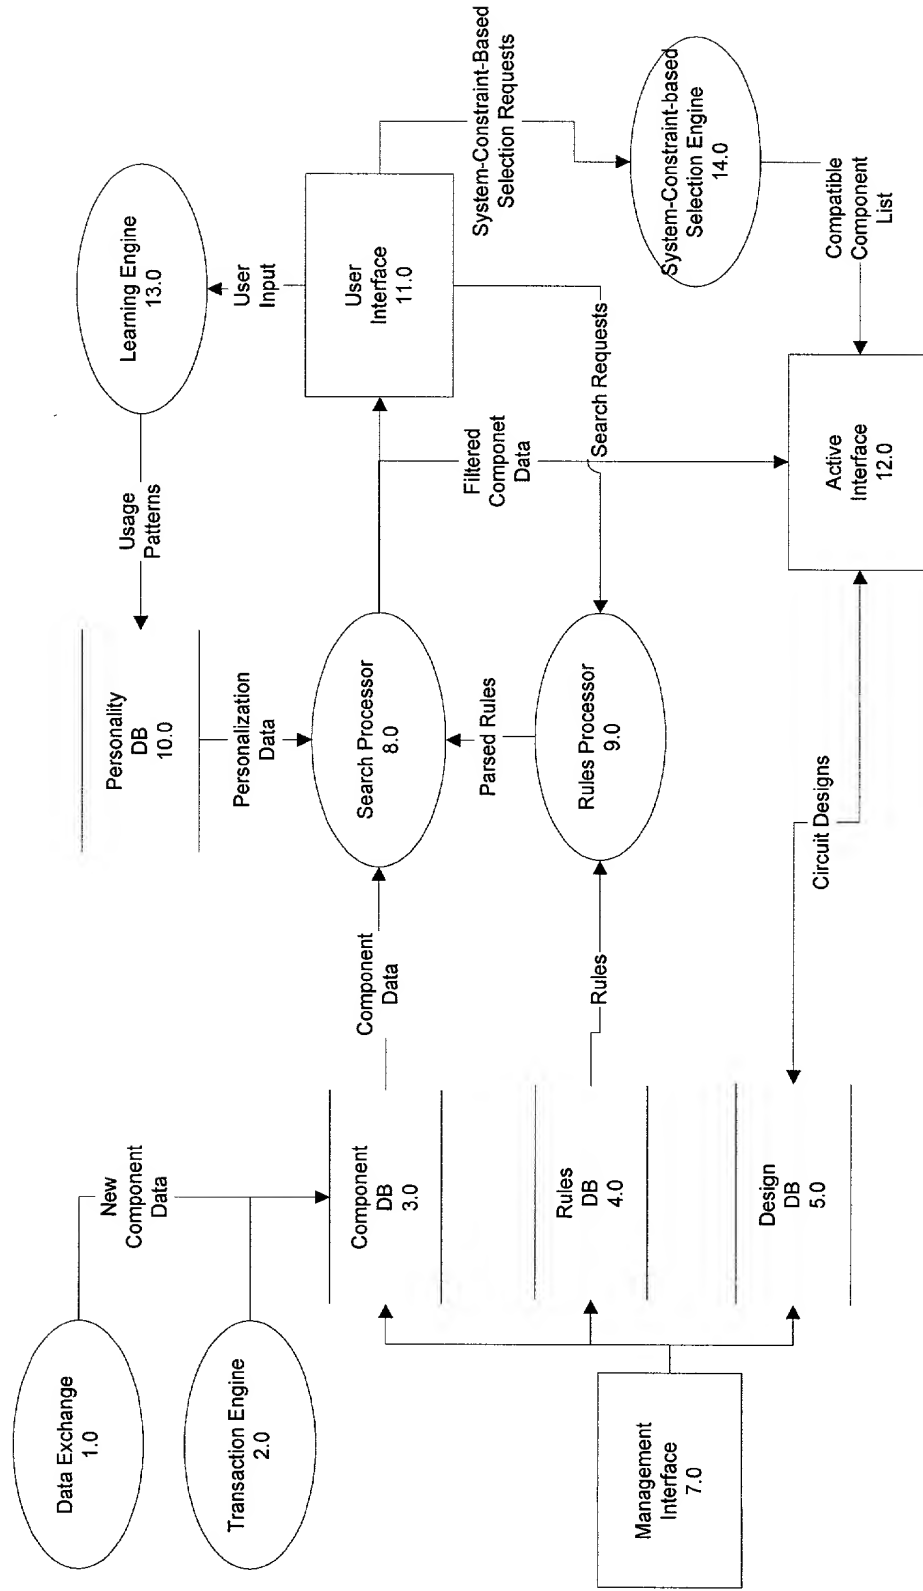 Data Exchange
1.0
New
Component
Data
Transaction Engine
2.0
Component
DB
3.0
Rules
DB
4.0
Design
DB
5.0
Management
Interface
7.0
Component
Data
Rules
Circuit Designs
Personality
DB
10.0
Personalization
Data
Search Processor
8.0
Parsed Rules
Rules Processor
9.0
Usage
Patterns
Learning Engine
13.0
User
Input
User
Interface
11.0
Filtered
Componet
Data
Search Requests
Active
Interface
12.0
System-Constraint-Based
Selection Requests
System-Constraint-based
Selection Engine
14.0
Compatible
Component
List